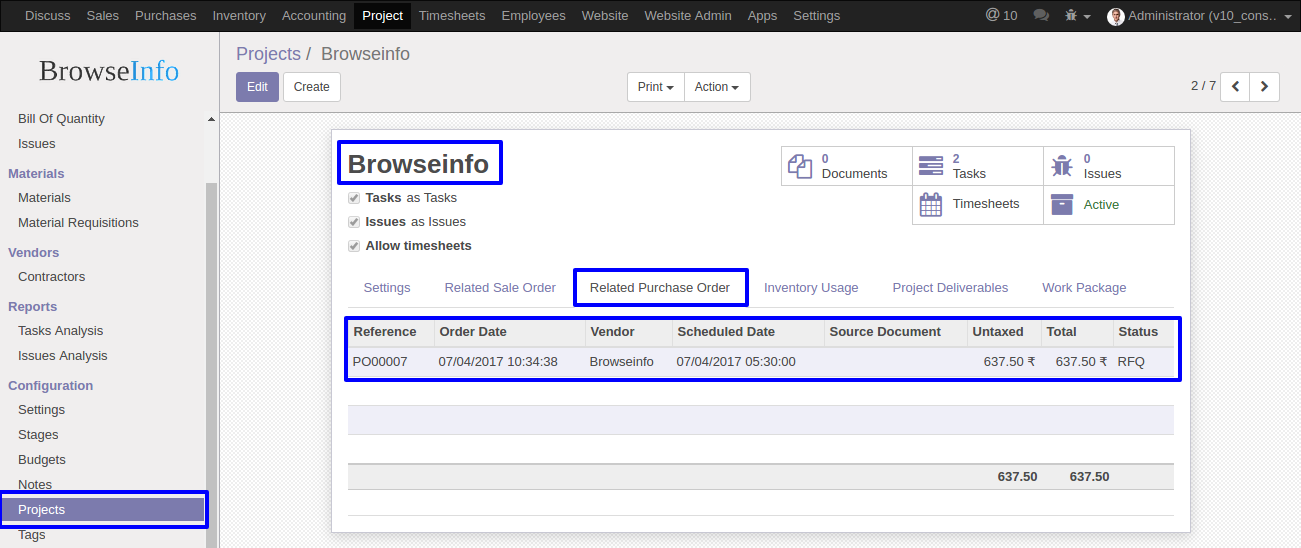 Discuss Sales Purchases Inventory Accounting Project Timesheets Employees Website Website Admin Apps Settings @ 10 Administrator (v10_cons..
BrowseInfo
Projects / Browseinfo
Edit Create Print Action 2 / 7
Bill Of Quantity
Issues
Materials
Materials
Material Requisitions
Vendors
Contractors
Reports
Tasks Analysis
Issues Analysis
Configuration
Settings
Stages
Budgets
Notes
Projects
Tags
Browseinfo
Tasks as Tasks
Issues as Issues
Allow timesheets
0 Documents
2 Tasks
0 Issues
Timesheets
Active
Settings Related Sale Order Related Purchase Order Inventory Usage Project Deliverables Work Package
Reference Order Date Vendor Scheduled Date Source Document Untaxed Total Status
PO00007 07/04/2017 10:34:38 Browseinfo 07/04/2017 05:30:00 637.50 ₹ 637.50 ₹ RFQ
637.50 637.50